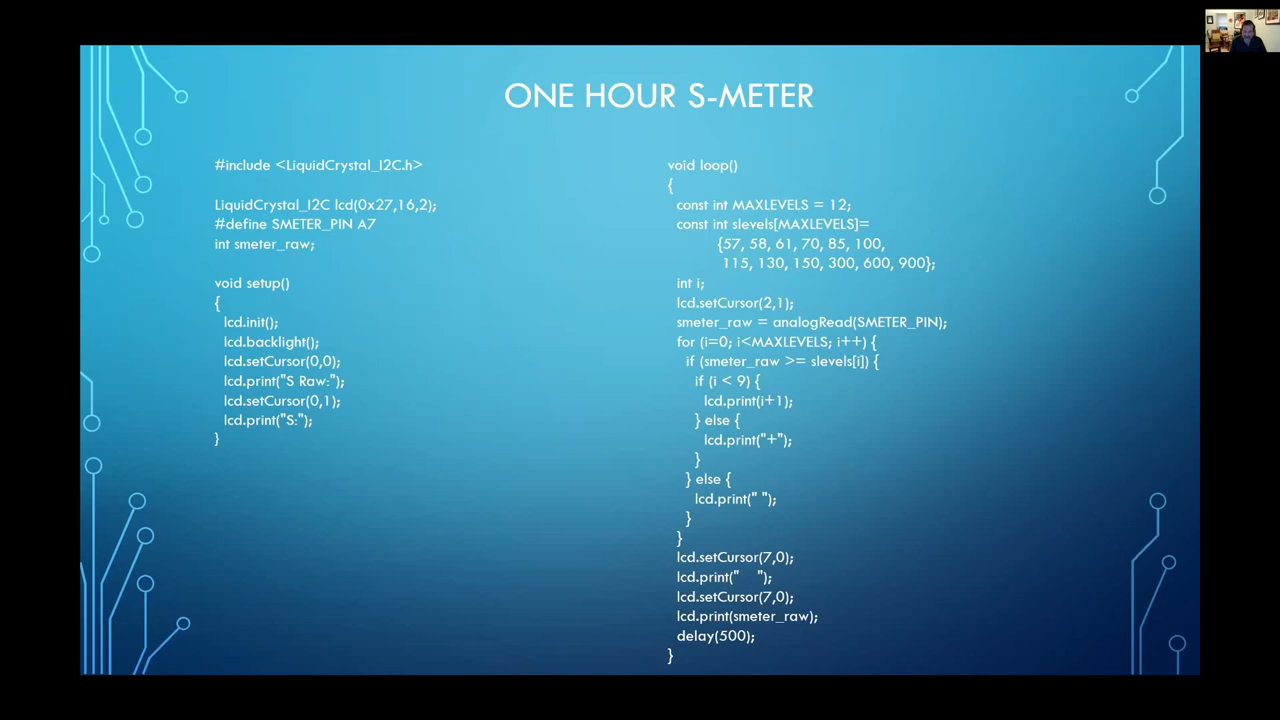 ONE HOUR S-METER
#include <LiquidCrystal_I2C.h>
LiquidCrystal_I2C lcd(0x27,16,2);
#define SMETER_PIN A7
int smeter_raw;
void setup()
{
lcd.init();
lcd.backlight();
lcd.setCursor(0,0);
lcd.print("S Raw:");
lcd.setCursor(0,1);
lcd.print("S:");
}
void loop()
{
const int MAXLEVELS = 12;
const int slevels[MAXLEVELS]=
{57, 58, 61, 70, 85, 100,
115, 130, 150, 300, 600, 900};
int i;
lcd.setCursor(2,1);
smeter_raw = analogRead(SMETER_PIN);
for (i=0; i<MAXLEVELS; i++) {
if (smeter_raw >= slevels[i]) {
if (i < 9) {
lcd.print(i+1);
} else {
lcd.print("+");
}
} else {
lcd.print(" ");
}
}
lcd.setCursor(7,0);
lcd.print("    ");
lcd.setCursor(7,0);
lcd.print(smeter_raw);
delay(500);
}